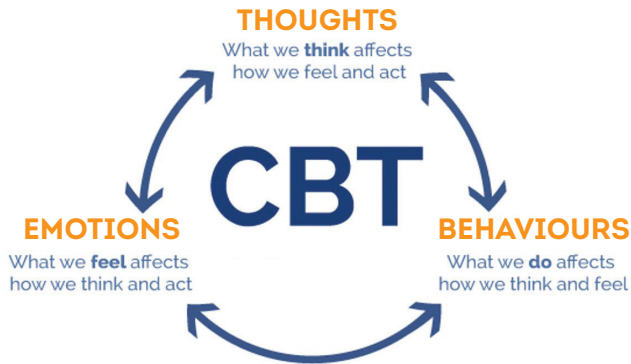 THOUGHTS
What we think affects
how we feel and act
CBT
EMOTIONS
What we feel affects
how we think and act
BEHAVIOURS
What we do affects
how we think and feel